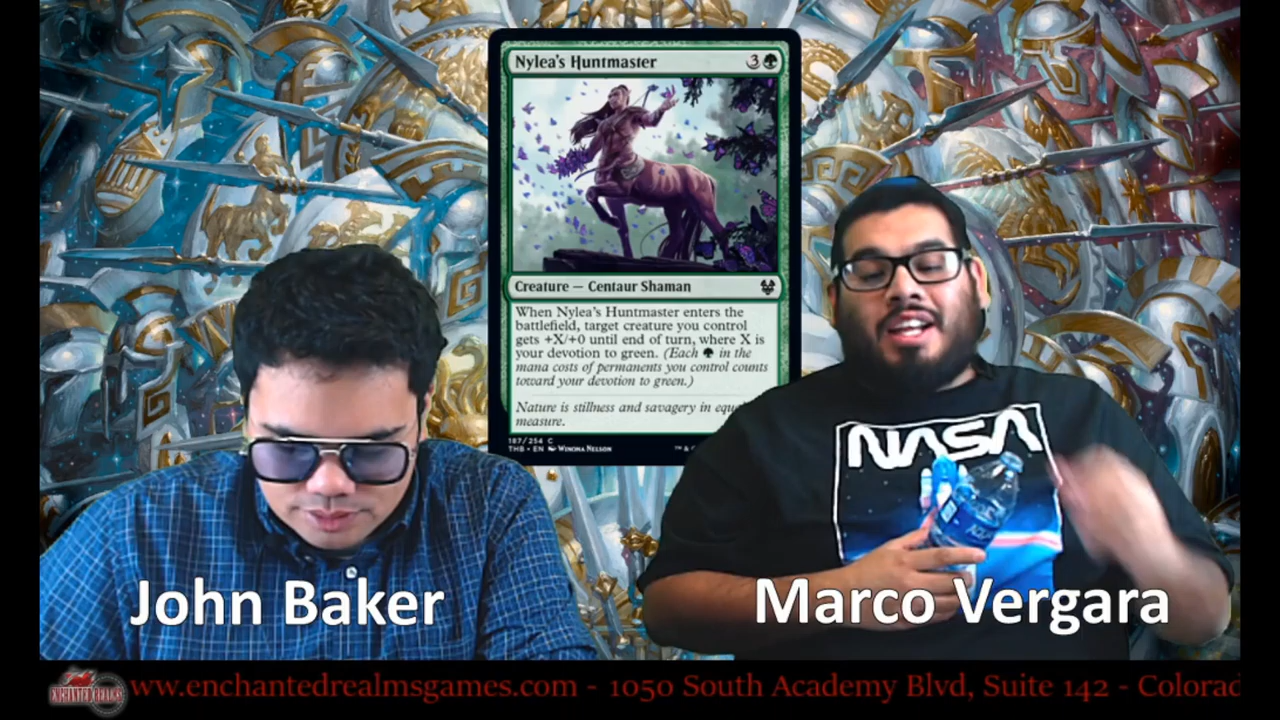 Nylea's Huntmaster 3
Creature — Centaur Shaman
When Nylea's Huntmaster enters the
battlefield, target creature you control
gets +X/+0 until end of turn, where X is
your devotion to green. (Each in the
mana costs of permanents you control counts
toward your devotion to green.)
Nature is stillness and savagery in
measure.
187/254 C
THB • EN Winona Nelson
NASA
John Baker
Marco Vergara
ENCHANTED REALMS
ww.enchantedrealmsgames.com - 1050 South Academy Blvd, Suite 142 - Colorad